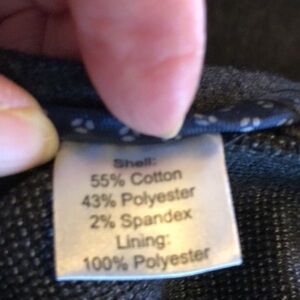 Shell:
55% Cotton
43% Polyester
2% Spandex
Lining:
100% Polyester